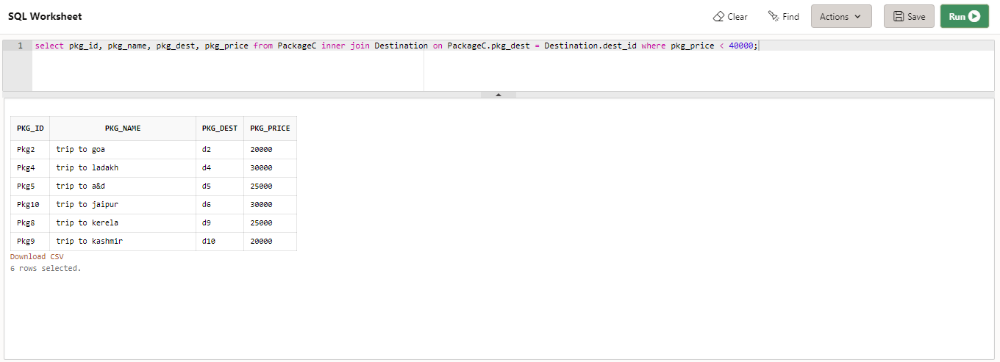 SQL Worksheet
Clear Find Actions Save Run
1 select pkg_id, pkg_name, pkg_dest, pkg_price from PackageC inner join Destination on PackageC.pkg_dest = Destination.dest_id where pkg_price < 40000;
PKG_ID PKG_NAME PKG_DEST PKG_PRICE
Pkg2 trip to goa d2 20000
Pkg4 trip to ladakh d4 30000
Pkg5 trip to a&d d5 25000
Pkg10 trip to jaipur d6 30000
Pkg8 trip to kerela d9 25000
Pkg9 trip to kashmir d10 20000
Download CSV
6 rows selected.